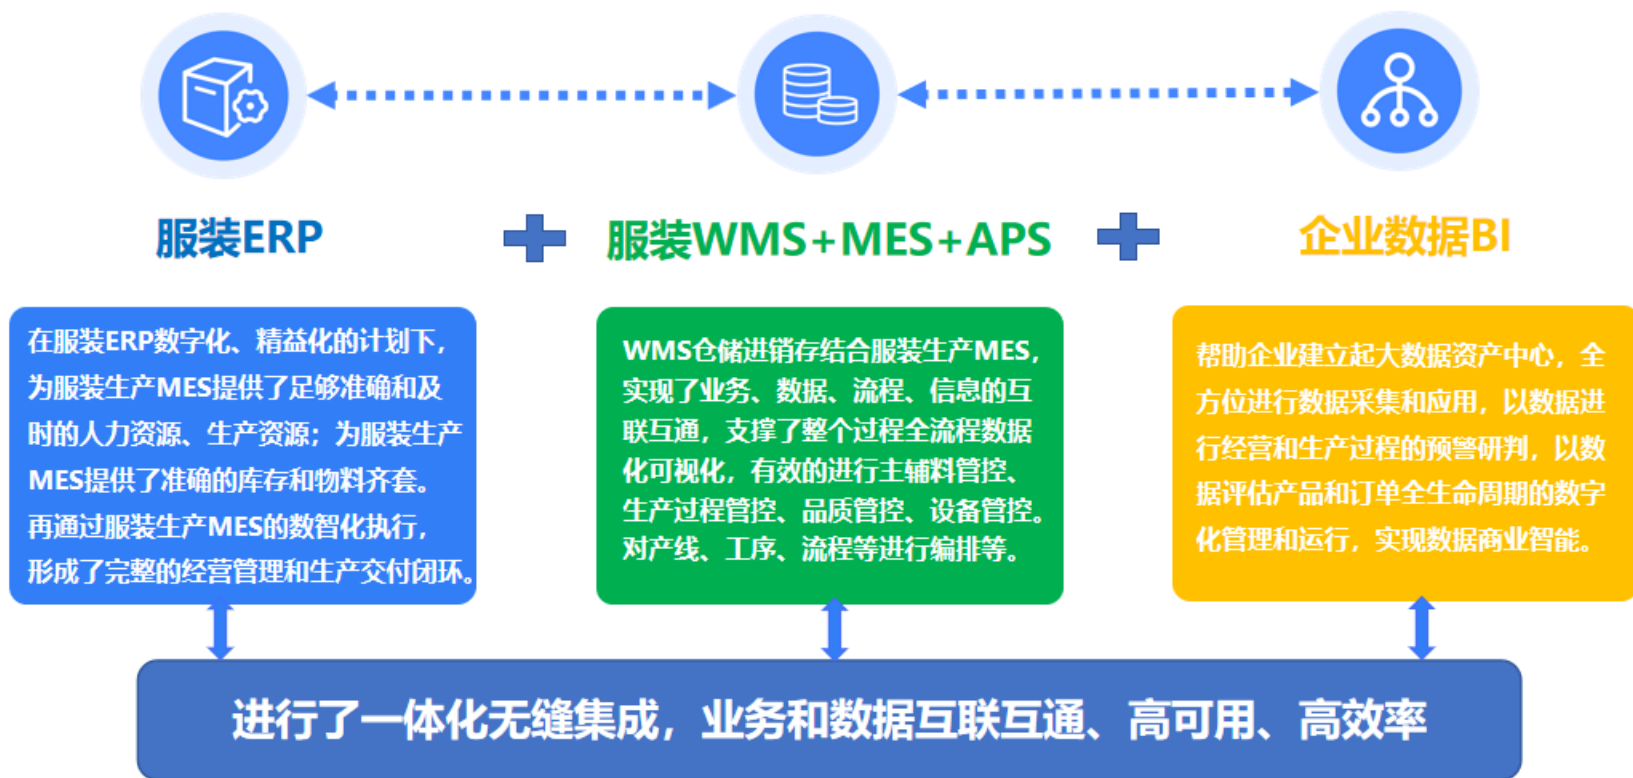 服装ERP
服装WMS+MES+APS
企业数据BI
在服装ERP数字化、精益化的计划下，
为服装生产MES提供了足够准确和及
时的人力资源、生产资源；为服装生产
MES提供了准确的库存和物料齐套。
再通过服装生产MES的数智化执行，
形成了完整的经营管理和生产交付闭环。
WMS仓储进销存结合服装生产MES，
实现了业务、数据、流程、信息的互
联互通，支撑了整个过程全流程数据
化可视化，有效的进行主辅料管控、
生产过程管控、品质管控、设备管控。
对产线、工序、流程等进行编排等。
帮助企业建立起大数据资产中心，全
方位进行数据采集和应用，以数据进
行经营和生产过程的预警研判，以数
据评估产品和订单全生命周期的数字
化管理和运行，实现数据商业智能。
进行了一体化无缝集成，业务和数据互联互通、高可用、高效率